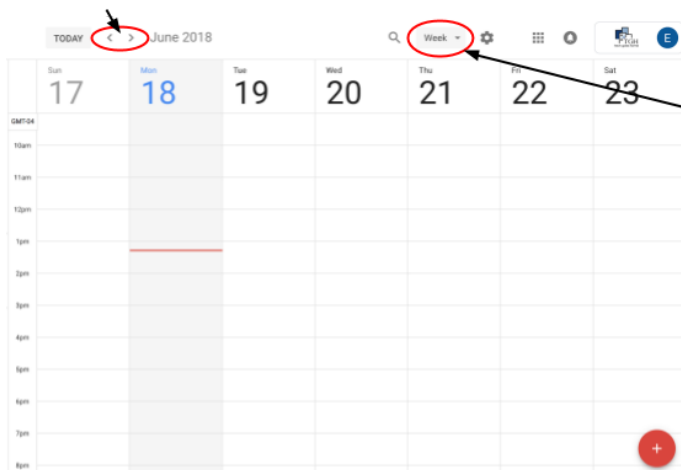 TODAY < > June 2018 Week E
Sun Mon Tue Wed Thu Fri Sat
17 18 19 20 21 22 23
GMT-04
10am
11am
12pm
1pm
2pm
3pm
4pm
5pm
6pm
7pm
8pm
+